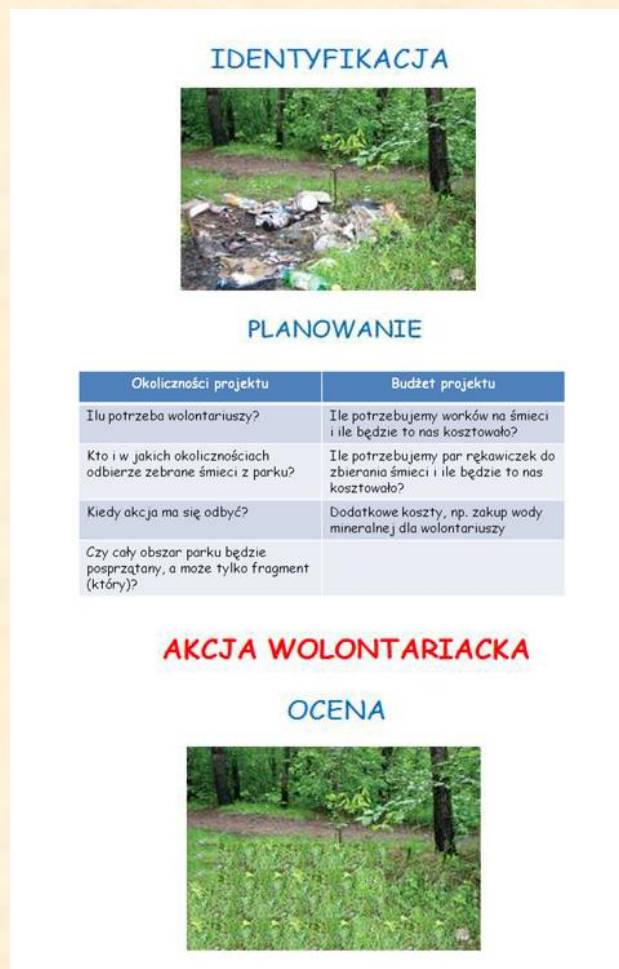 IDENTYFIKACJA
PLANOWANIE
Okoliczności projektu
Budżet projektu
Ilu potrzeba wolontariuszy?
Ile potrzebujemy worków na śmieci
i ile będzie to nas kosztowało?
Kto i w jakich okolicznościach
odbierze zebrane śmieci z parku?
Ile potrzebujemy par rękawiczek do
zbierania śmieci i ile będzie to nas
kosztowało?
Kiedy akcja ma się odbyć?
Dodatkowe koszty, np. zakup wody
mineralnej dla wolontariuszy
Czy cały obszar parku będzie
posprzątany, a może tylko fragment
(który)?
AKCJA WOLONTARIACKA
OCENA